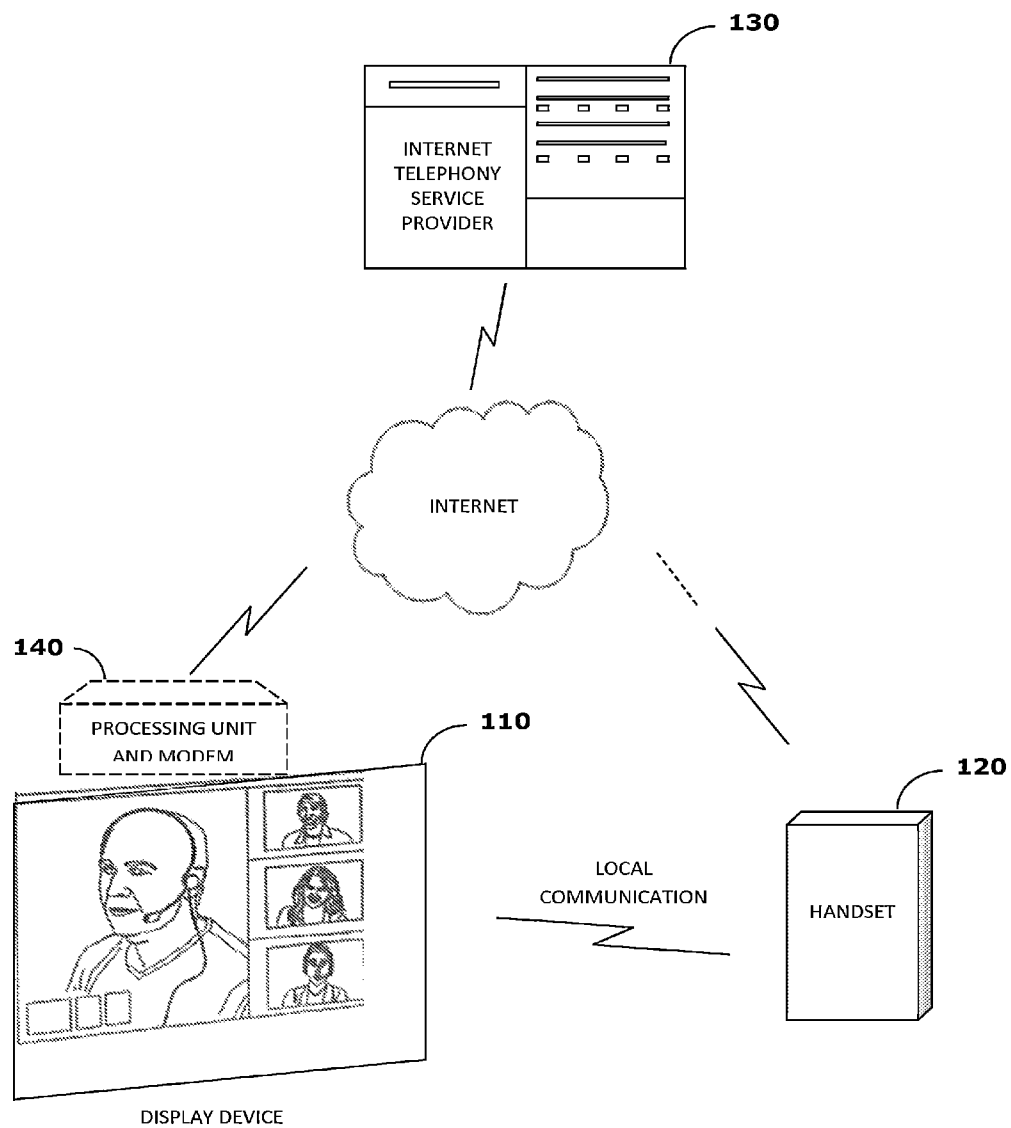 130
INTERNET
TELEPHONY
SERVICE
PROVIDER
INTERNET
140
PROCESSING UNIT
AND MODEM
110
120
LOCAL
COMMUNICATION
HANDSET
DISPLAY DEVICE